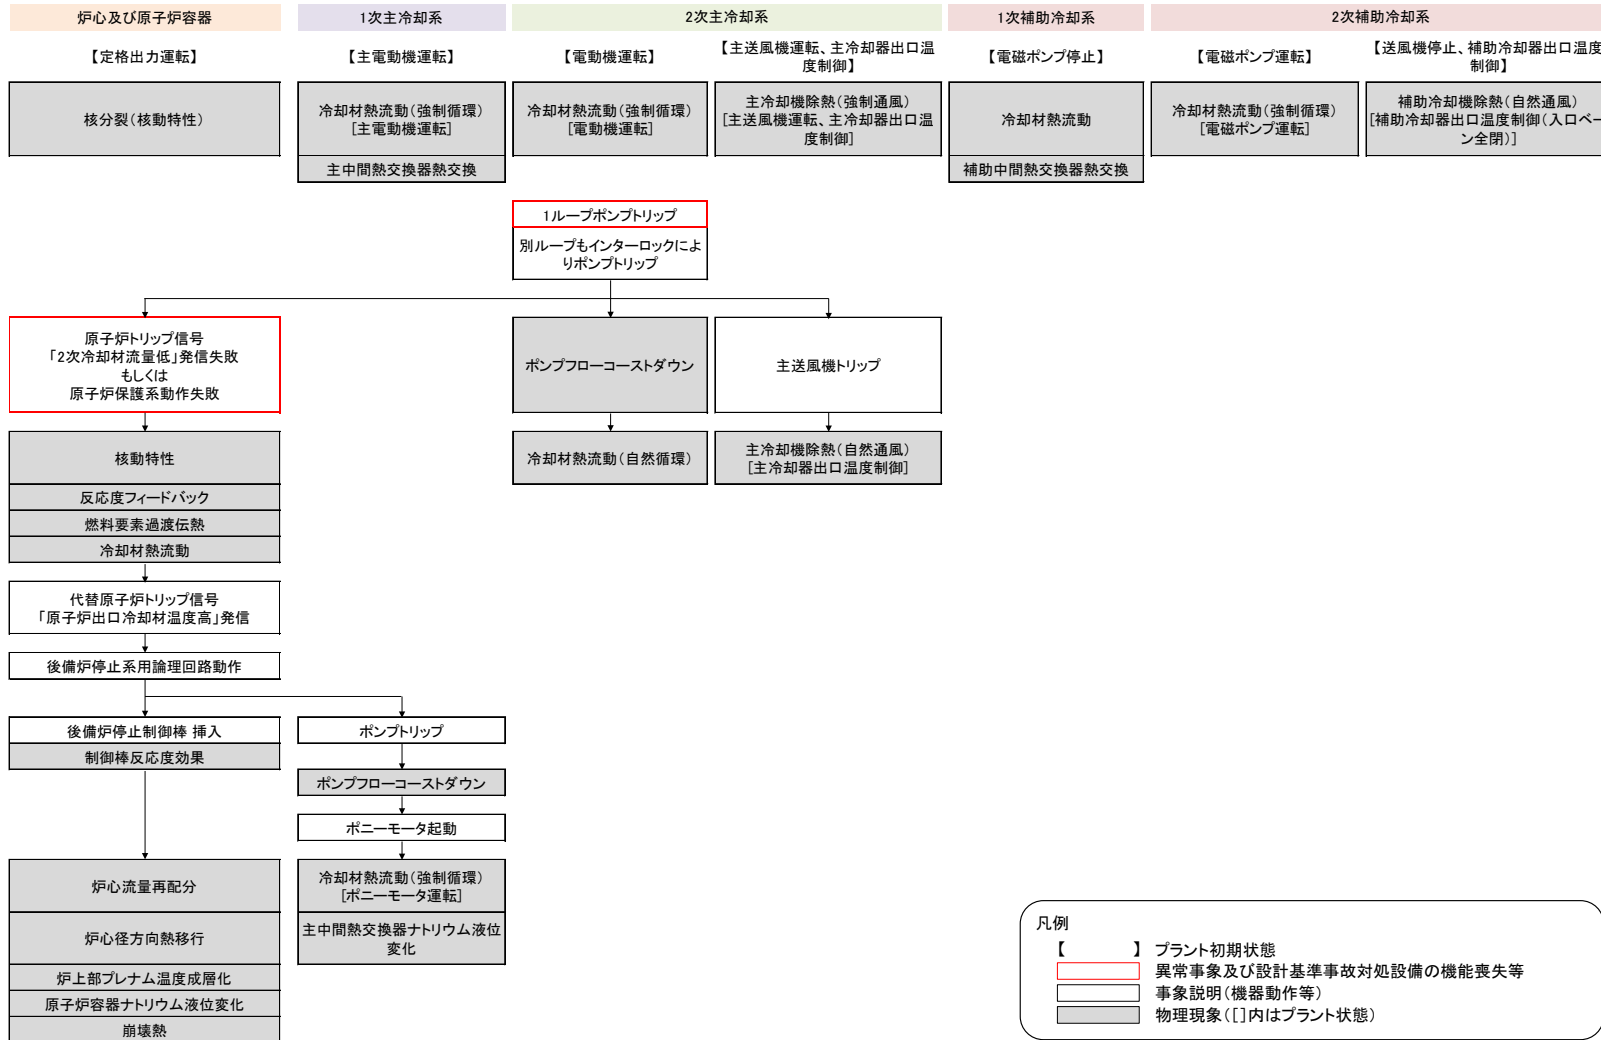 炉心及び原子炉容器
1次主冷却系
2次主冷却系
1次補助冷却系
2次補助冷却系
【定格出力運転】
【主電動機運転】
【電動機運転】
【主送風機運転、主冷却器出口温
度制御】
【電磁ポンプ停止】
【電磁ポンプ運転】
【送風機停止、補助冷却器出口温度
制御】
核分裂（核動特性）
冷却材熱流動（強制循環）
[主電動機運転]
冷却材熱流動（強制循環）
[電動機運転]
主冷却機除熱（強制通風）
[主送風機運転、主冷却器出口温
度制御]
冷却材熱流動
冷却材熱流動（強制循環）
[電磁ポンプ運転]
補助冷却機除熱（自然通風）
[補助冷却器出口温度制御（入口ベー
ン全閉）]
主中間熱交換器熱交換
補助中間熱交換器熱交換
1ループポンプトリップ
別ループもインターロックによ
りポンプトリップ
原子炉トリップ信号
「2次冷却材流量低」発信失敗
もしくは
原子炉保護系動作失敗
ポンプフローコーストダウン
主送風機トリップ
核動特性
冷却材熱流動（自然循環）
主冷却機除熱（自然通風）
[主冷却器出口温度制御]
反応度フィードバック
燃料要素過渡伝熱
冷却材熱流動
代替原子炉トリップ信号
「原子炉出口冷却材温度高」発信
後備炉停止系用論理回路動作
後備炉停止制御棒 挿入
ポンプトリップ
制御棒反応度効果
ポンプフローコーストダウン
ポニーモータ起動
炉心流量再配分
冷却材熱流動（強制循環）
[ポニーモータ運転]
炉心径方向熱移行
主中間熱交換器ナトリウム液位
変化
炉上部プレナム温度成層化
原子炉容器ナトリウム液位変化
崩壊熱
凡例
【　　　】 プラント初期状態
異常事象及び設計基準事故対処設備の機能喪失等
事象説明（機器動作等）
物理現象（[ ]内はプラント状態）